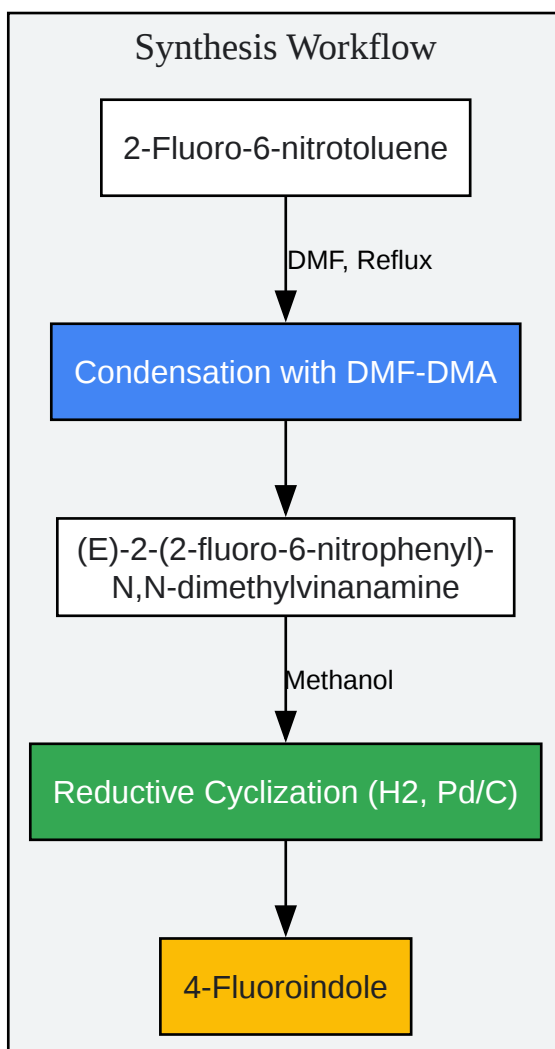 Synthesis Workflow
2-Fluoro-6-nitrotoluene
DMF, Reflux
Condensation with DMF-DMA
(E)-2-(2-fluoro-6-nitrophenyl)-
N,N-dimethylvinanamine
Methanol
Reductive Cyclization (H2, Pd/C)
4-Fluoroindole